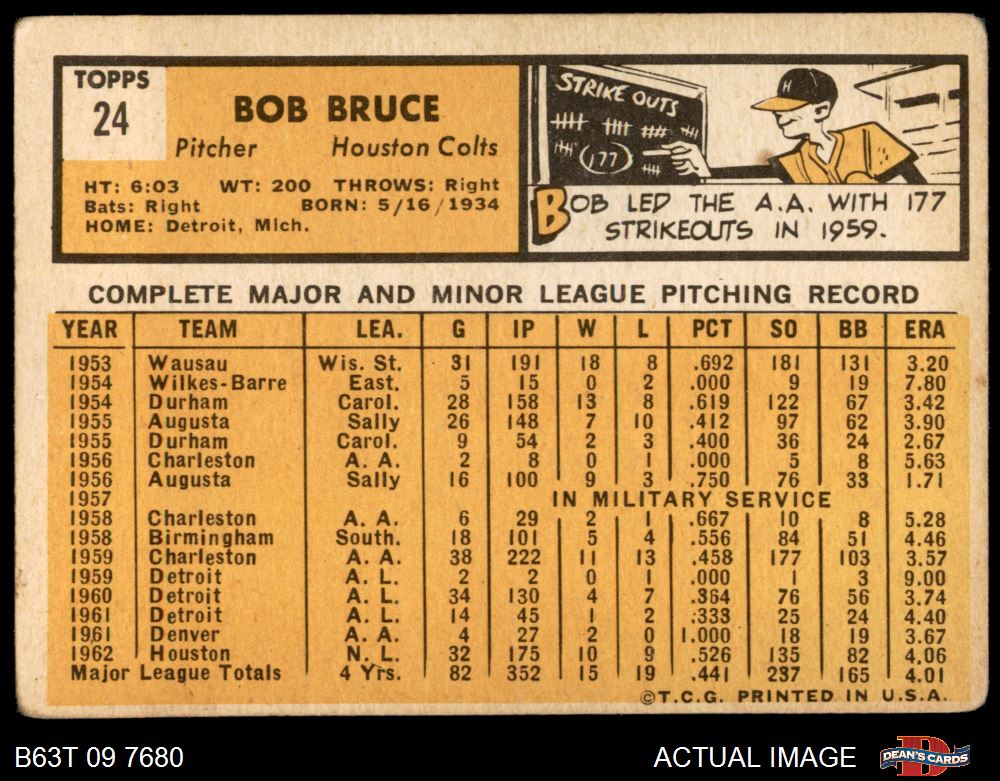 TOPPS
24
BOB BRUCE
Pitcher Houston Colts
HT: 6:03 WT: 200 THROWS: Right
Bats: Right BORN: 5/16/1934
HOME: Detroit, Mich.
STRIKE OUTS
177
H
BOB LED THE A.A. WITH 177
STRIKEOUTS IN 1959.
COMPLETE MAJOR AND MINOR LEAGUE PITCHING RECORD
YEAR TEAM LEA. G IP W L PCT SO BB ERA
1953 Wausau Wis. St. 31 191 18 8 .692 181 131 3.20
1954 Wilkes-Barre East. 5 15 0 2 .000 9 19 7.80
1954 Durham Carol. 28 158 13 8 .619 122 67 3.42
1955 Augusta Sally 26 148 7 10 .412 97 62 3.90
1955 Durham Carol. 9 54 2 3 .400 36 24 2.67
1956 Charleston A. A. 2 8 0 1 .000 5 8 5.63
1956 Augusta Sally 16 100 9 3 .750 76 33 1.71
1957 IN MILITARY SERVICE
1958 Charleston A. A. 6 29 2 1 .667 10 8 5.28
1958 Birmingham South. 18 101 5 4 .556 84 51 4.46
1959 Charleston A. A. 38 222 11 13 .458 177 103 3.57
1959 Detroit A. L. 2 2 0 1 .000 1 3 9.00
1960 Detroit A. L. 34 130 4 7 .364 76 56 3.74
1961 Detroit A. L. 14 45 1 2 .333 25 24 4.40
1961 Denver A. A. 4 27 2 0 1.000 18 19 3.67
1962 Houston N. L. 32 175 10 9 .526 135 82 4.06
Major League Totals 4 Yrs. 82 352 15 19 .441 237 165 4.01
©T.C.G. PRINTED IN U.S.A.
B63T 09 7680 ACTUAL IMAGE DEAN'S CARDS